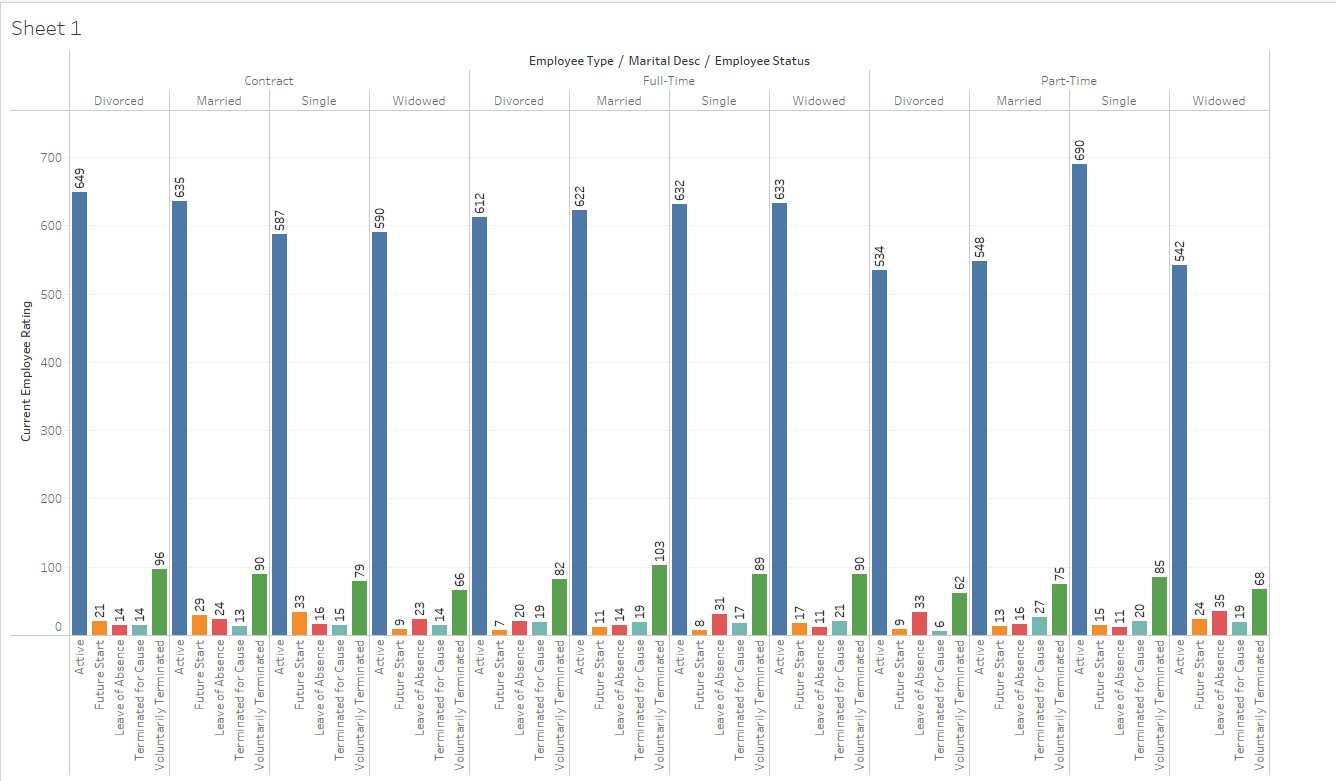 Sheet 1
Employee Type / Marital Desc / Employee Status
Contract Full-Time Part-Time
Divorced Married Single Widowed Divorced Married Single Widowed Divorced Married Single Widowed
Current Employee Rating
700
600
500
400
300
200
100
0
649 21 14 14 96 635 29 24 13 90 587 33 16 15 79 590 9 23 14 66 612 7 20 19 82 622 11 14 19 103 632 8 31 17 89 633 17 11 21 90 534 9 33 6 62 548 13 16 27 75 690 15 11 20 85 542 24 35 19 68
Active Future Start Leave of Absence Terminated for Cause Voluntarily Terminated Active Future Start Leave of Absence Terminated for Cause Voluntarily Terminated Active Future Start Leave of Absence Terminated for Cause Voluntarily Terminated Active Future Start Leave of Absence Terminated for Cause Voluntarily Terminated Active Future Start Leave of Absence Terminated for Cause Voluntarily Terminated Active Future Start Leave of Absence Terminated for Cause Voluntarily Terminated Active Future Start Leave of Absence Terminated for Cause Voluntarily Terminated Active Future Start Leave of Absence Terminated for Cause Voluntarily Terminated Active Future Start Leave of Absence Terminated for Cause Voluntarily Terminated Active Future Start Leave of Absence Terminated for Cause Voluntarily Terminated Active Future Start Leave of Absence Terminated for Cause Voluntarily Terminated Active Future Start Leave of Absence Terminated for Cause Voluntarily Terminated